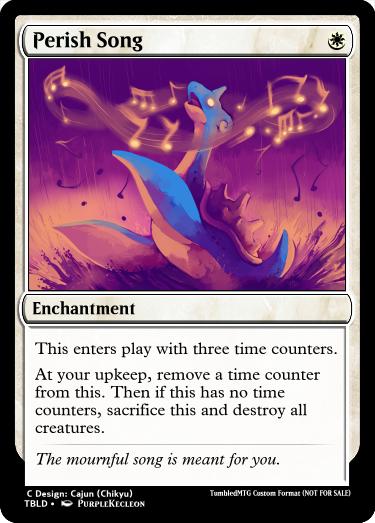 Perish Song
Enchantment
This enters play with three time counters.
At your upkeep, remove a time counter
from this. Then if this has no time
counters, sacrifice this and destroy all
creatures.
The mournful song is meant for you.
C Design: Cajun (Chikyu)
TumbledMTG Custom Format (NOT FOR SALE)
TBLD • PurpleKecleon